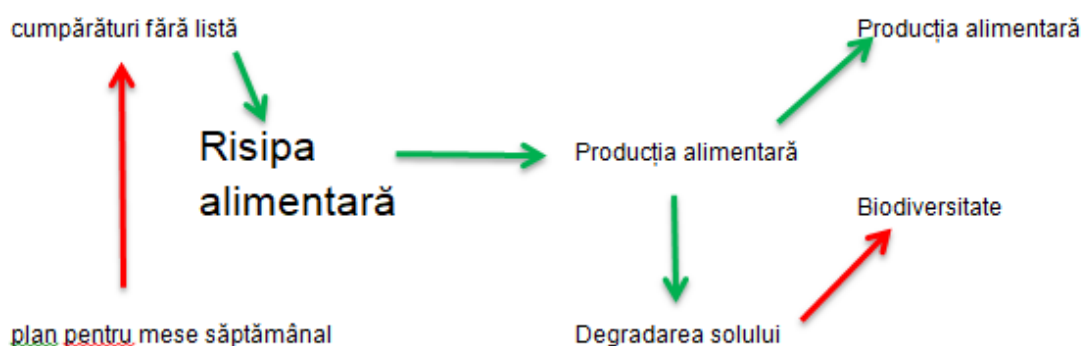 cumpărături fără listă
Producția alimentară
Risipa
alimentară
Producția alimentară
Biodiversitate
plan pentru mese săptămânal
Degradarea solului